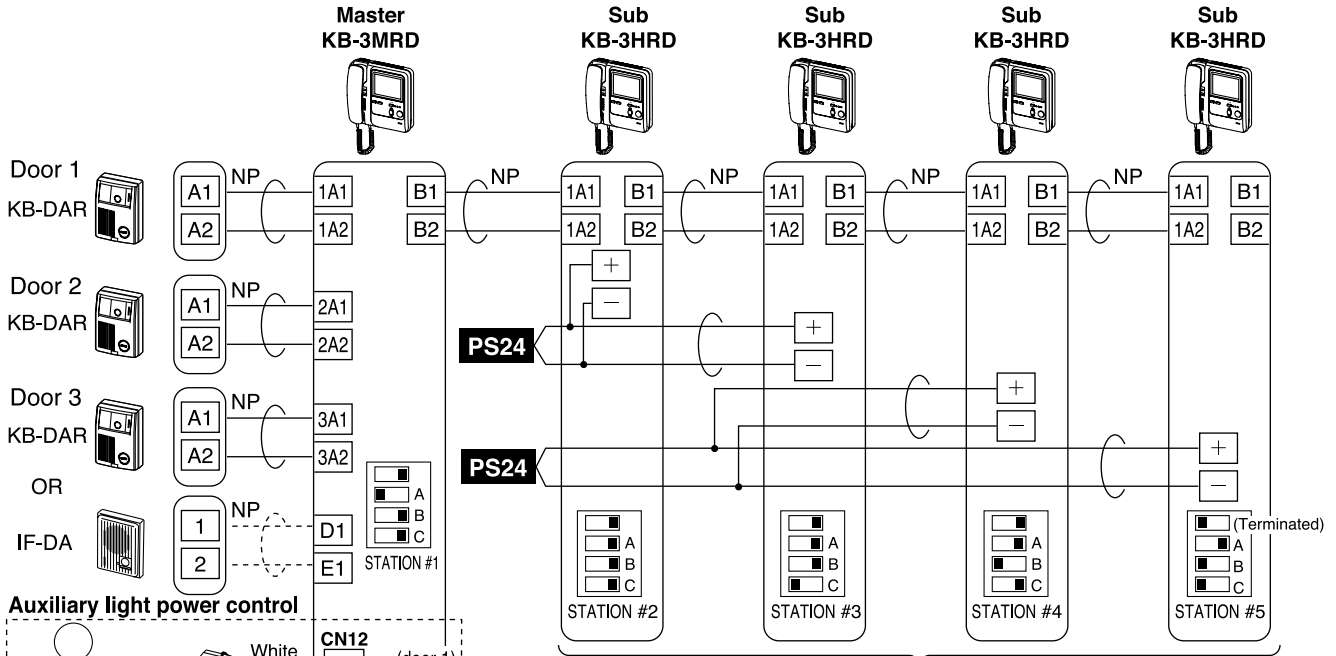 Master
KB-3MRD
Sub
KB-3HRD
Sub
KB-3HRD
Sub
KB-3HRD
Sub
KB-3HRD
Door 1
KB-DAR
A1
A2
NP
1A1
1A2
B1
B2
NP
1A1
1A2
B1
B2
NP
1A1
1A2
B1
B2
NP
1A1
1A2
B1
B2
NP
1A1
1A2
B1
B2
+
−
Door 2
KB-DAR
A1
A2
NP
2A1
2A2
PS24
+
−
Door 3
KB-DAR
A1
A2
NP
3A1
3A2
+
−
PS24
+
−
OR
IF-DA
1
2
NP
D1
E1
A
B
C
STATION #1
A
B
C
STATION #2
A
B
C
STATION #3
A
B
C
STATION #4
(Terminated)
A
B
C
STATION #5
Auxiliary light power control
White
CN12
(door 1)